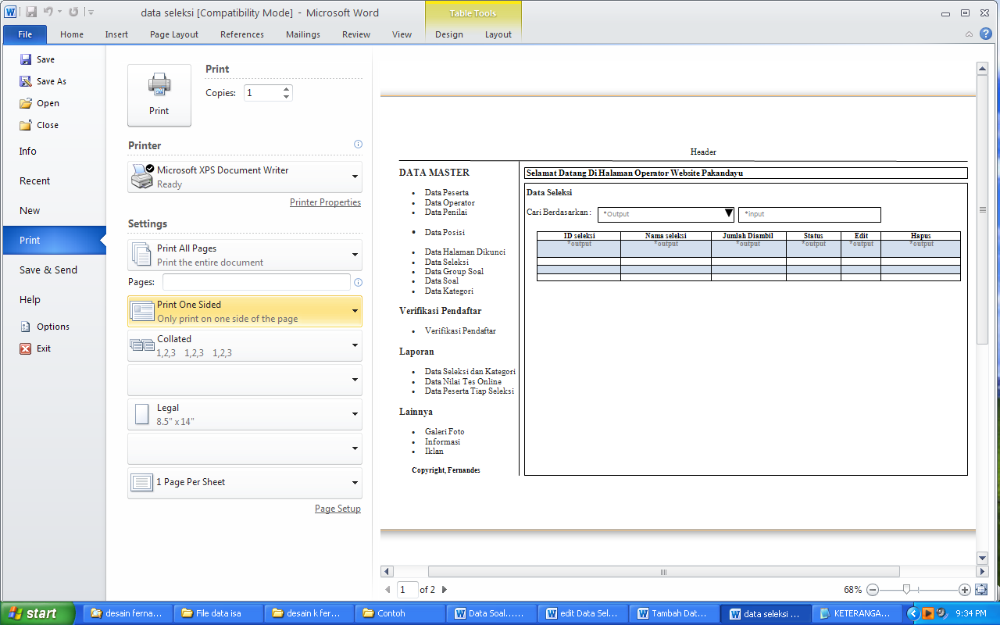 data seleksi [Compatibility Mode] - Microsoft Word
Table Tools
File Home Insert Page Layout References Mailings Review View Design Layout
Save
Save As
Open
Close
Info
Recent
New
Print
Save & Send
Help
Options
Exit
Print
Print
Copies: 1
Printer
Microsoft XPS Document Writer
Ready
Printer Properties
Settings
Print All Pages
Print the entire document
Pages:
Print One Sided
Only print on one side of the page
Collated
1,2,3 1,2,3 1,2,3
Legal
8.5" x 14"
1 Page Per Sheet
Page Setup
Header
DATA MASTER
• Data Peserta
• Data Operator
• Data Penilai
• Data Posisi
• Data Halaman Dikunci
• Data Seleksi
• Data Group Soal
• Data Soal
• Data Kategori
Verifikasi Pendaftar
• Verifikasi Pendaftar
Laporan
• Data Seleksi dan Kategori
• Data Nilai Tes Online
• Data Peserta Tiap Seleksi
Lainnya
• Galeri Foto
• Informasi
• Iklan
Copyright, Fernandes
Selamat Datang Di Halaman Operator Website Pakandayu
Data Seleksi
Cari Berdasarkan : *Output *input
ID seleksi Nama seleksi Jumlah Diambil Status Edit Hapus
*output *output *output *output *output *output
1 of 2
68%
start desain ferna... File data isa desain k fer... Contoh Data Soal...... edit Data Sel... Tambah Dat... data seleksi ... KETERANGA... 9:34 PM